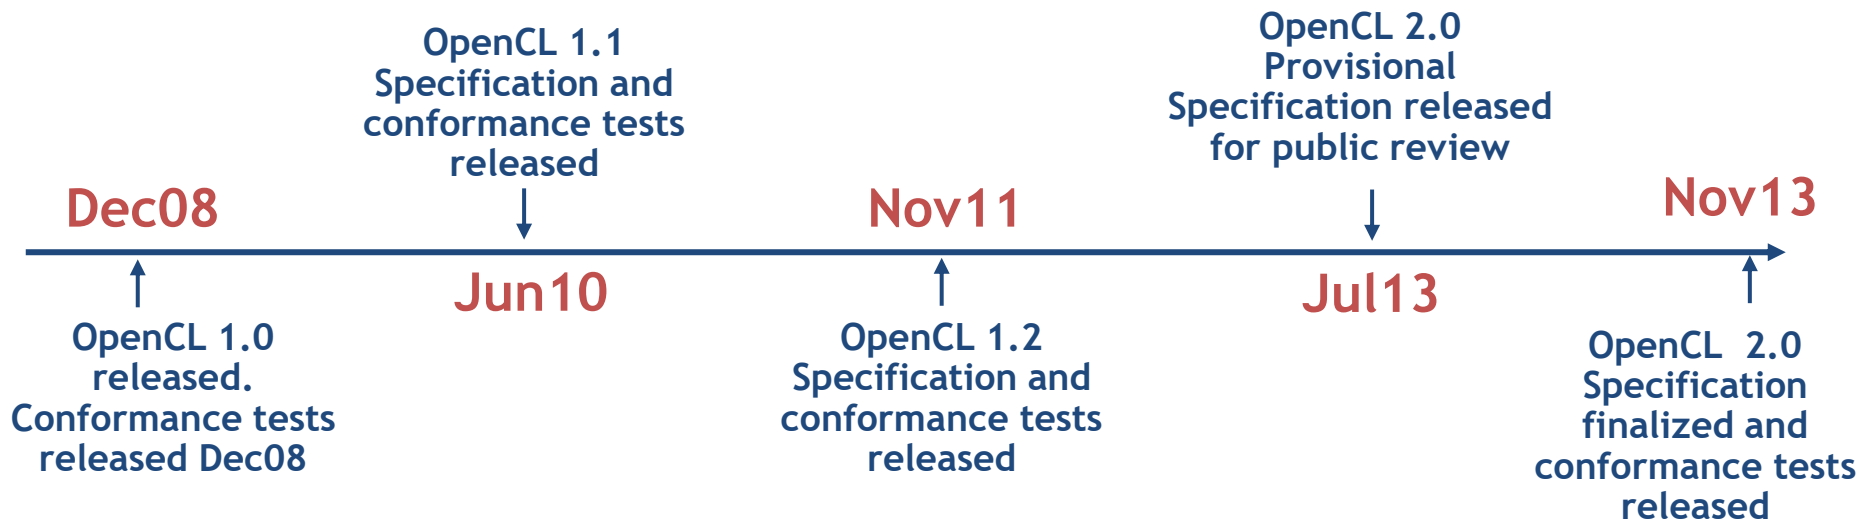 Dec08
OpenCL 1.0
released.
Conformance tests
released Dec08
OpenCL 1.1
Specification and
conformance tests
released
Jun10
Nov11
OpenCL 1.2
Specification and
conformance tests
released
OpenCL 2.0
Provisional
Specification released
for public review
Jul13
Nov13
OpenCL 2.0
Specification
finalized and
conformance tests
released